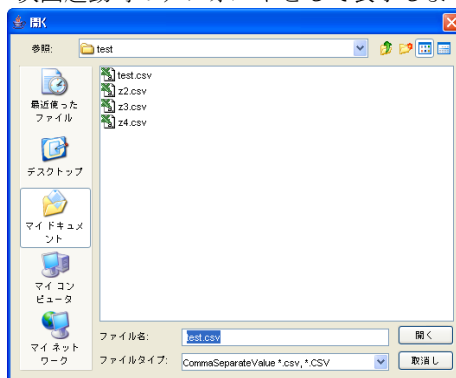 開く
参照:
test
最近使った
ファイル
デスクトップ
マイ ドキュメ
ント
マイ コン
ピュータ
マイ ネット
ワーク
test.csv
z2.csv
z3.csv
z4.csv
ファイル名:
test.csv
開く
ファイルタイプ:
CommaSeparateValue *.csv, *.CSV
取消し